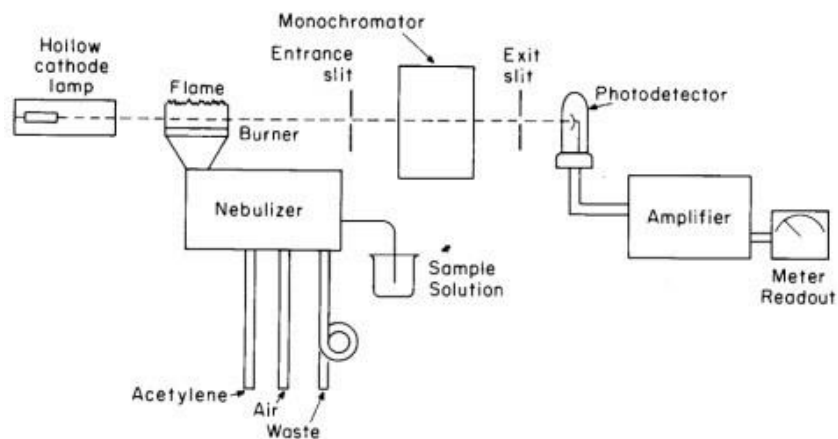 Monochromator
Hollow
cathode
lamp
Flame
Entrance
slit
Exit
slit
Photodetector
Burner
Nebulizer
Amplifier
Sample
Solution
Meter
Readout
Acetylene
Air
Waste